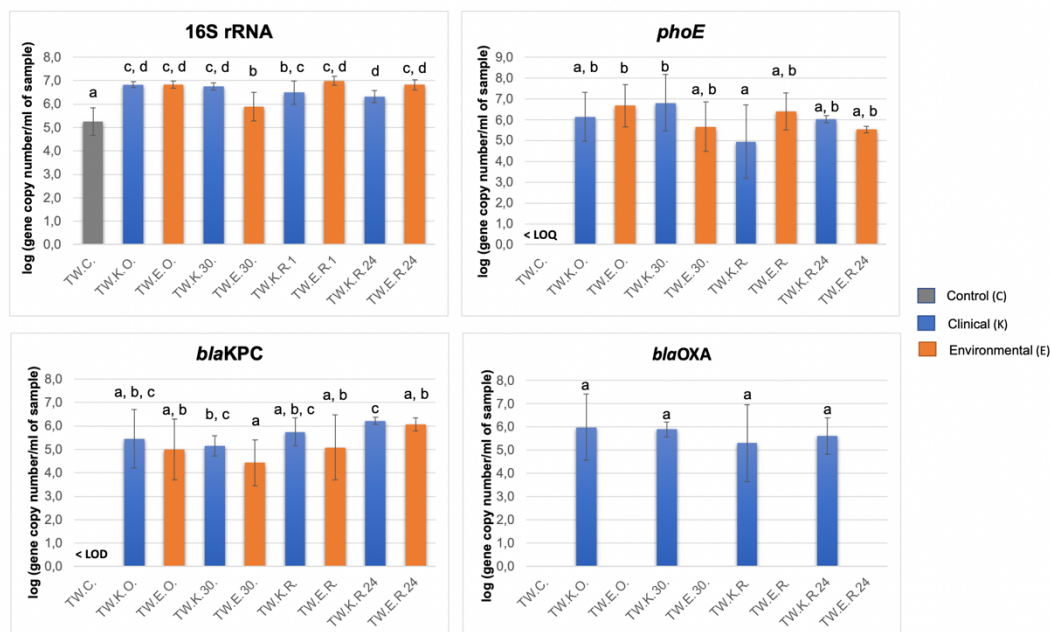 16S rRNA
log (gene copy number/ml of sample)
8,0
7,0
6,0
5,0
4,0
3,0
2,0
1,0
0,0
a
c, d
c, d
c, d
b
b, c
c, d
d
c, d
TW.C.
TW.K.O.
TW.E.O.
TW.K.30.
TW.E.30.
TW.K.R.1
TW.E.R.1
TW.K.R.24
TW.E.R.24
phoE
log (gene copy number/ml of sample)
9,0
8,0
7,0
6,0
5,0
4,0
3,0
2,0
1,0
0,0
< LOQ
a, b
b
b
a, b
a
a, b
a, b
a, b
TW.C.
TW.K.O.
TW.E.O.
TW.K.30.
TW.E.30.
TW.K.R.
TW.E.R.
TW.K.R.24
TW.E.R.24
Control (C)
Clinical (K)
Environmental (E)
blaKPC
log (gene copy number/ml of sample)
8,0
7,0
6,0
5,0
4,0
3,0
2,0
1,0
0,0
< LOD
a, b, c
a, b
b, c
a
a, b, c
a, b
c
a, b
TW.C.
TW.K.O.
TW.E.O.
TW.K.30.
TW.E.30.
TW.K.R.
TW.E.R.
TW.K.R.24
TW.E.R.24
blaOXA
log (gene copy number/ml of sample)
8,0
7,0
6,0
5,0
4,0
3,0
2,0
1,0
0,0
a
a
a
a
TW.C.
TW.K.O.
TW.E.O.
TW.K.30.
TW.E.30.
TW.K.R.
TW.E.R.
TW.K.R.24
TW.E.R.24